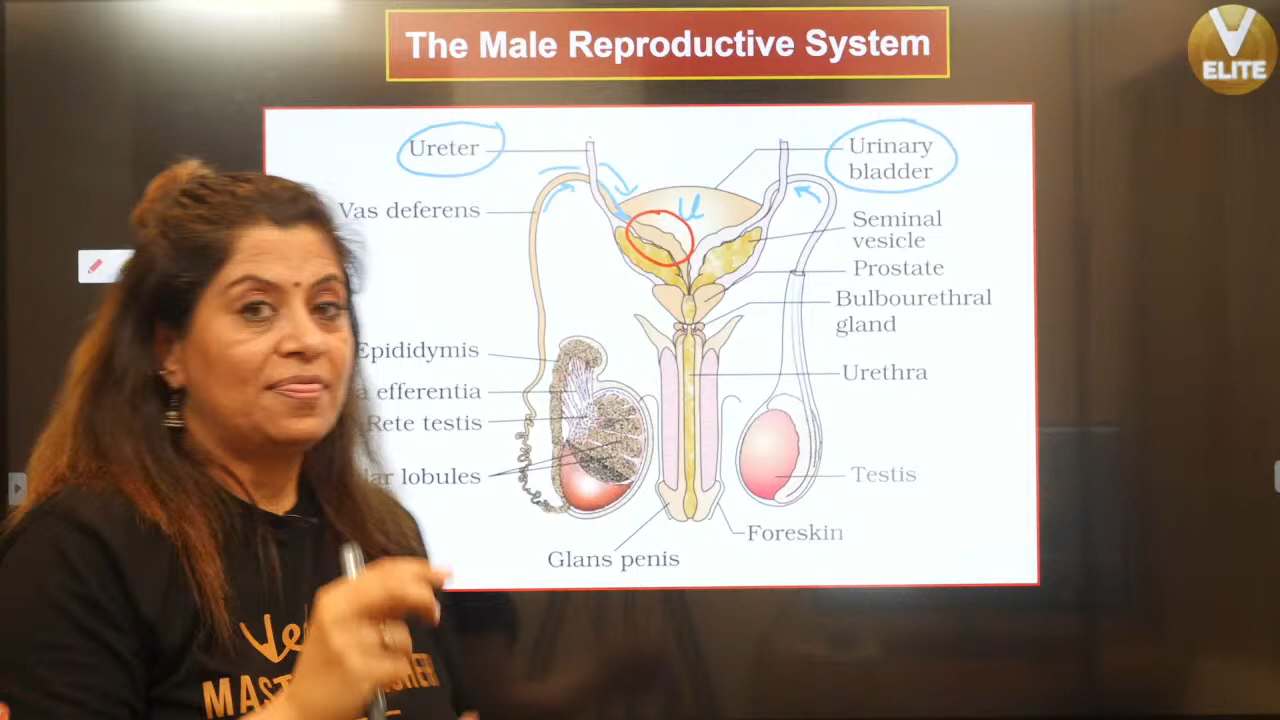 The Male Reproductive System
V
ELITE
Ureter
Urinary
bladder
Vas deferens
Seminal
vesicle
Prostate
Bulbourethral
gland
Epididymis
efferentia
Urethra
Rete testis
lobules
Testis
Foreskin
Glans penis